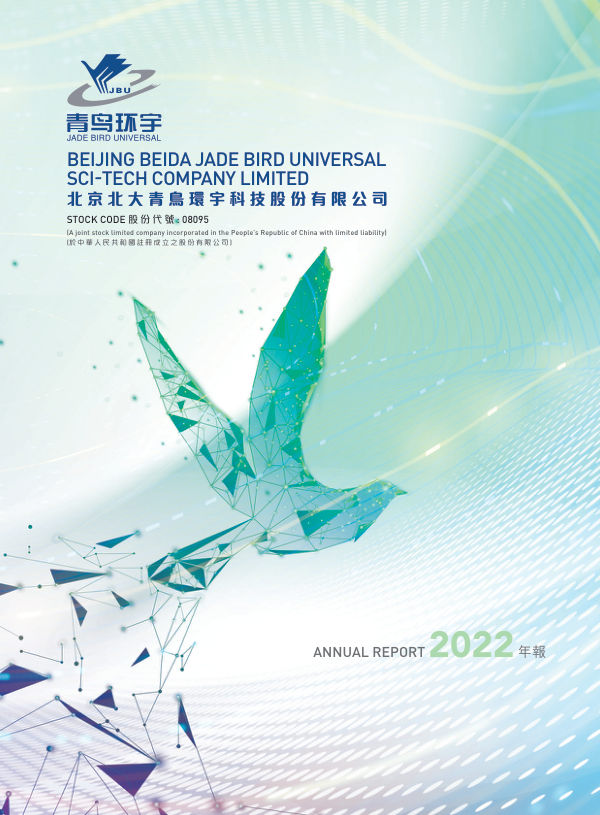 JBU
青鸟环宇
JADE BIRD UNIVERSAL
BEIJING BEIDA JADE BIRD UNIVERSAL
SCI-TECH COMPANY LIMITED
北京北大青鳥環宇科技股份有限公司
STOCK CODE 股份代號: 08095
(A joint stock limited company incorporated in the People's Republic of China with limited liability)
(於中華人民共和國註冊成立之股份有限公司)
ANNUAL REPORT 2022 年報